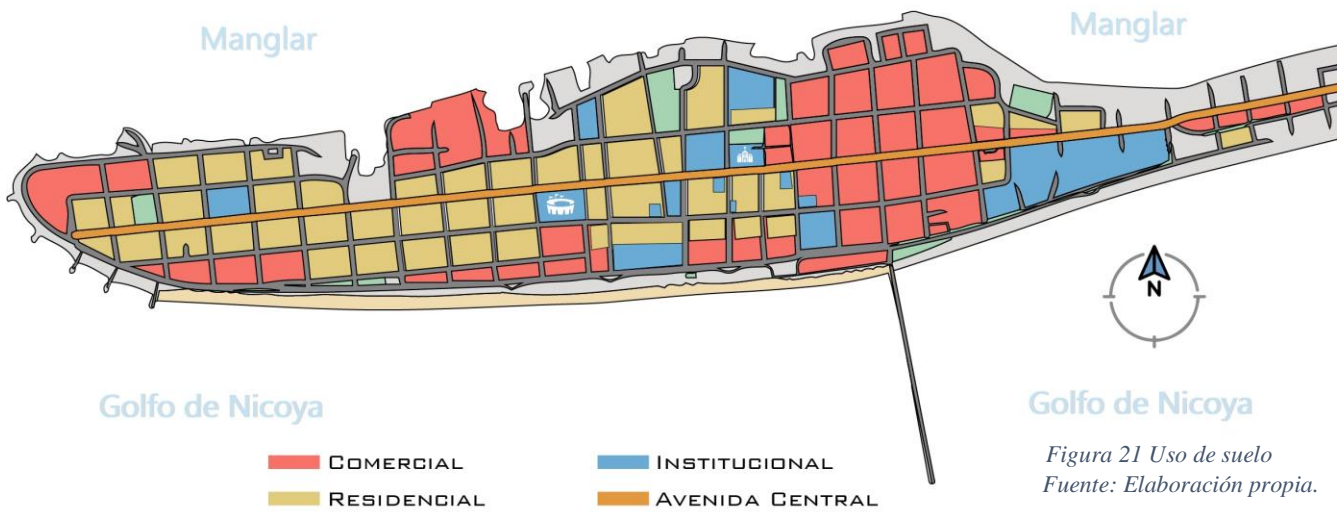 Manglar
Manglar
N
Golfo de Nicoya
Golfo de Nicoya
COMERCIAL
INSTITUCIONAL
RESIDENCIAL
AVENIDA CENTRAL
Figura 21 Uso de suelo
Fuente: Elaboración propia.